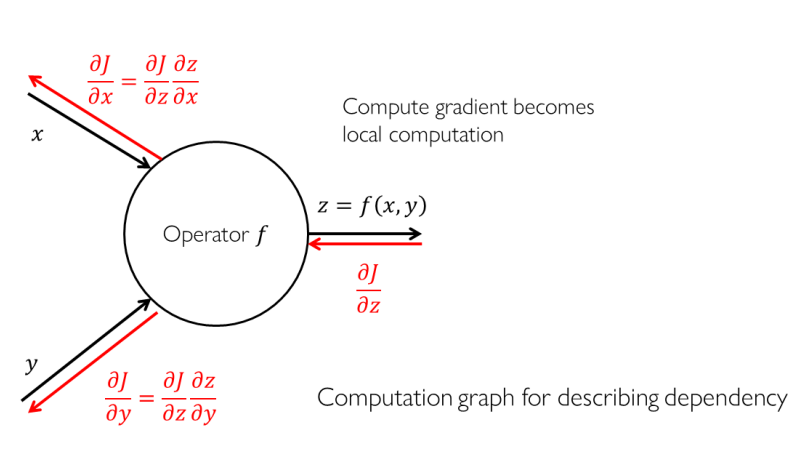 ∂J/∂x = ∂J/∂z ∂z/∂x
Compute gradient becomes
local computation
x
z = f(x, y)
Operator f
∂J/∂z
y
∂J/∂y = ∂J/∂z ∂z/∂y
Computation graph for describing dependency